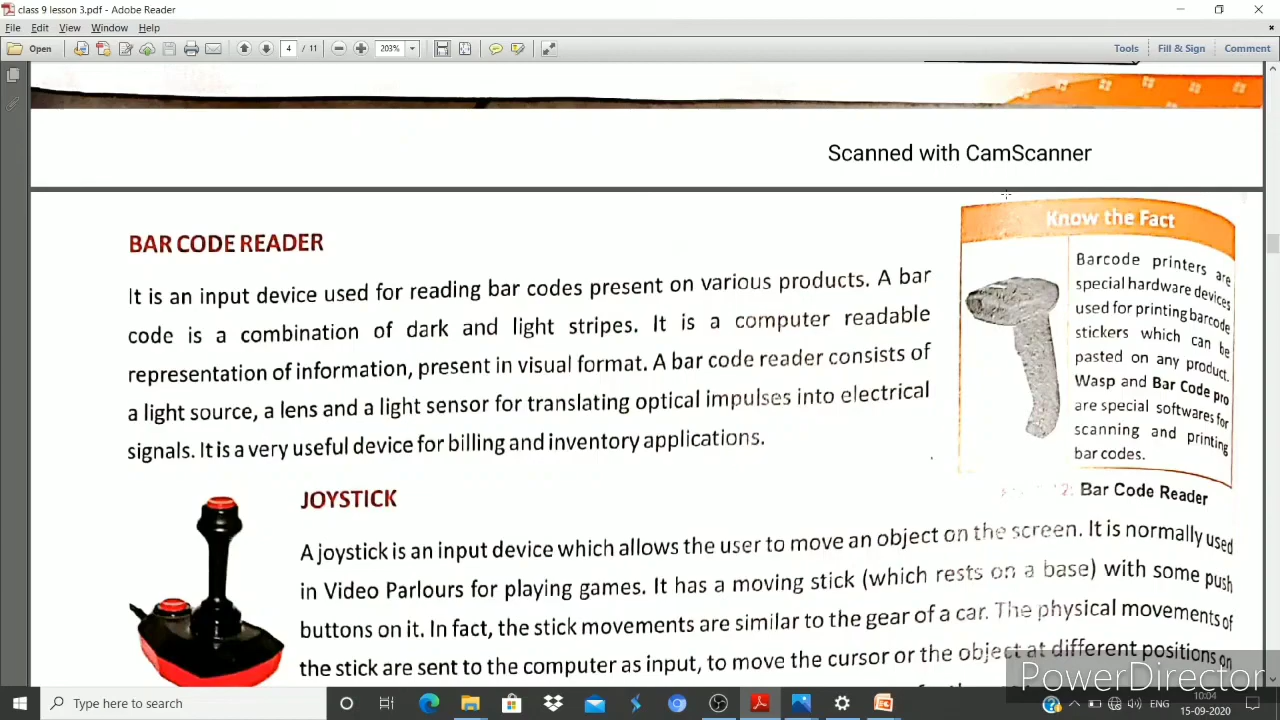 class 9 lesson 3.pdf - Adobe Reader
File Edit View Window Help
Open 4 / 11 203% Tools Fill & Sign Comment
Scanned with CamScanner
Know the Fact
Barcode printers are
special hardware devices
used for printing barcode
stickers which can be
pasted on any product.
Wasp and Bar Code pro
are special softwares for
scanning and printing
bar codes.
2: Bar Code Reader
BAR CODE READER
It is an input device used for reading bar codes present on various products. A bar
code is a combination of dark and light stripes. It is a computer readable
representation of information, present in visual format. A bar code reader consists of
a light source, a lens and a light sensor for translating optical impulses into electrical
signals. It is a very useful device for billing and inventory applications.
JOYSTICK
A joystick is an input device which allows the user to move an object on the screen. It is normally used
in Video Parlours for playing games. It has a moving stick (which rests on a base) with some push
buttons on it. In fact, the stick movements are similar to the gear of a car. The physical movements of
the stick are sent to the computer as input, to move the cursor or the object at different positions on
PowerDirector
Type here to search
ENG
10:04
15-09-2020